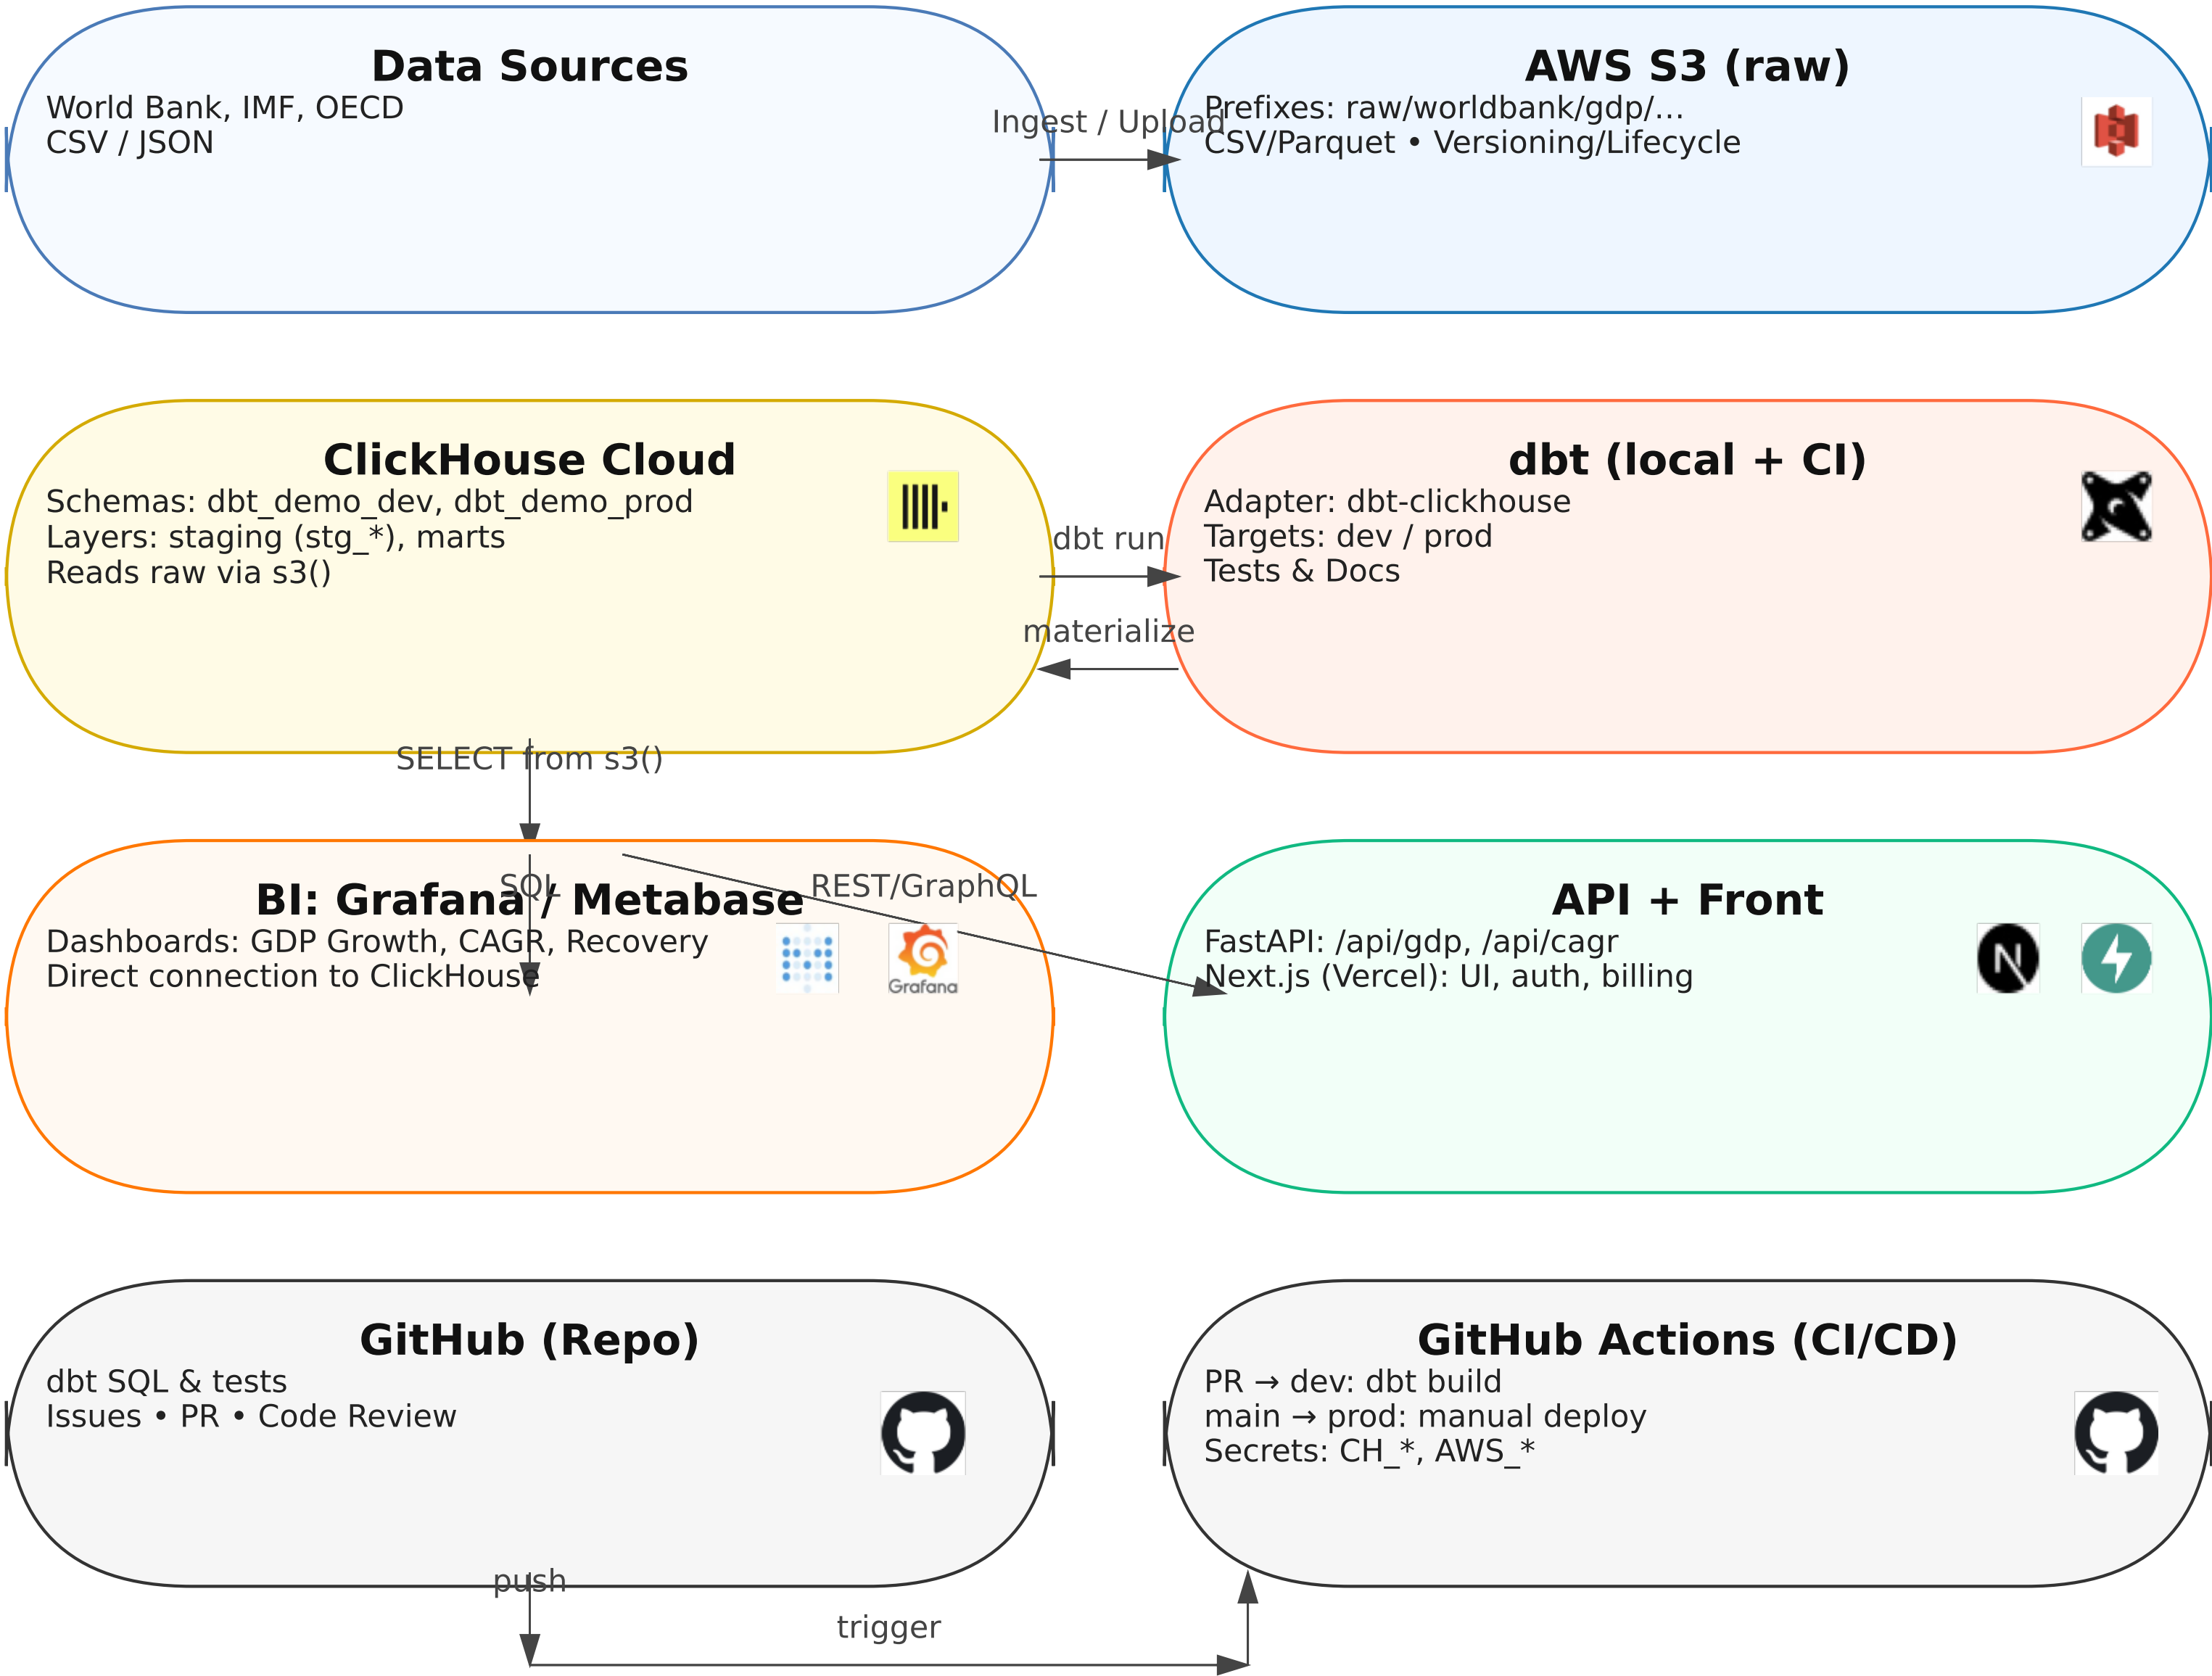 Data Sources
World Bank, IMF, OECD
CSV / JSON
Ingest / Upload
AWS S3 (raw)
Prefixes: raw/worldbank/gdp/…
CSV/Parquet • Versioning/Lifecycle
ClickHouse Cloud
Schemas: dbt_demo_dev, dbt_demo_prod
Layers: staging (stg_*), marts
Reads raw via s3()
dbt run
materialize
dbt (local + CI)
Adapter: dbt-clickhouse
Targets: dev / prod
Tests & Docs
SELECT from s3()
SQL
REST/GraphQL
BI: Grafana / Metabase
Dashboards: GDP Growth, CAGR, Recovery
Direct connection to ClickHouse
Grafana
API + Front
FastAPI: /api/gdp, /api/cagr
Next.js (Vercel): UI, auth, billing
GitHub (Repo)
dbt SQL & tests
Issues • PR • Code Review
GitHub Actions (CI/CD)
PR → dev: dbt build
main → prod: manual deploy
Secrets: CH_*, AWS_*
push
trigger